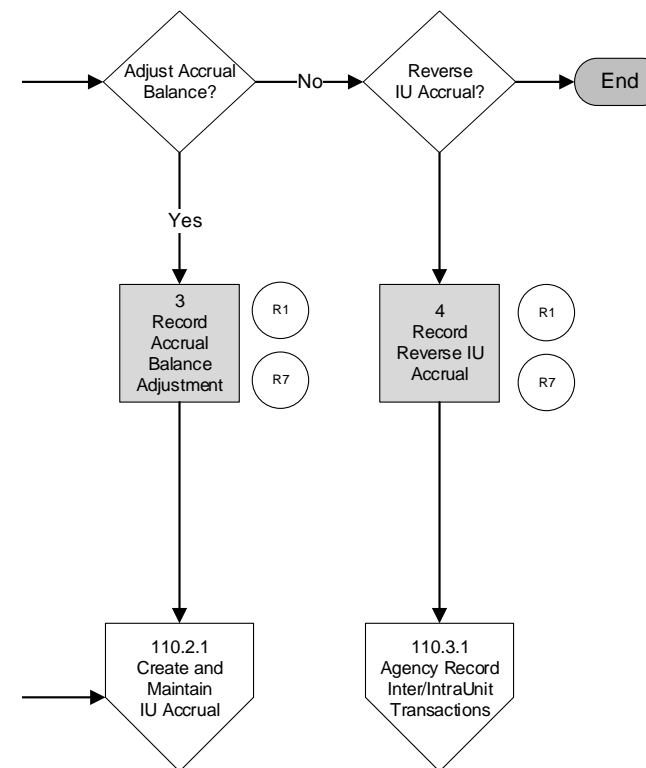 Adjust Accrual
Balance?
No
Reverse
IU Accrual?
End
Yes
3
Record
Accrual
Balance
Adjustment
R1
R7
4
Record
Reverse IU
Accrual
R1
R7
110.2.1
Create and
Maintain
IU Accrual
110.3.1
Agency Record
Inter/IntraUnit
Transactions